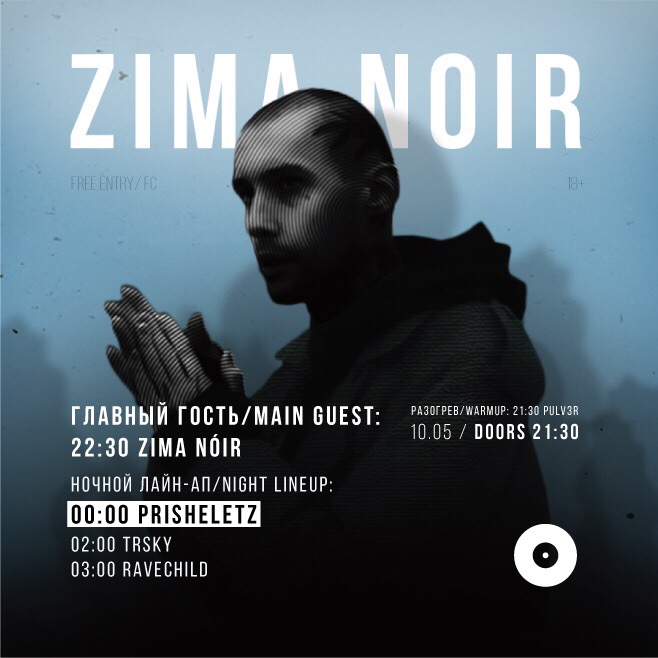 ZIMA NOIR
FREE ENTRY/ FC
18+
ГЛАВНЫЙ ГОСТЬ/MAIN GUEST:
22:30 ZIMA NÓIR
РАЗОГРЕВ/WARMUP: 21:30 PULV3R
10.05 / DOORS 21:30
НОЧНОЙ ЛАЙН-АП/NIGHT LINEUP:
00:00 PRISHELETZ
02:00 TRSKY
03:00 RAVECHILD